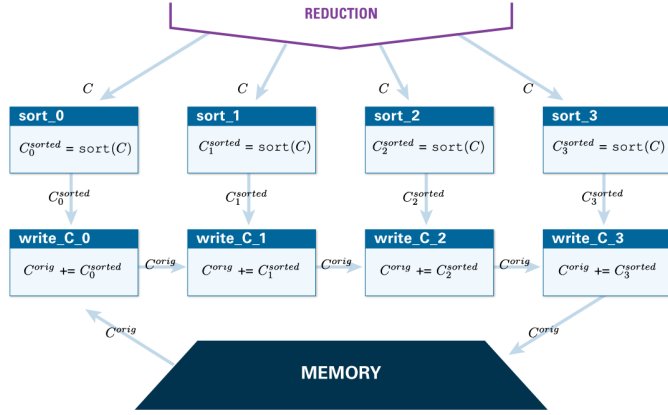 REDUCTION
C C C C
sort_0 sort_1 sort_2 sort_3
C_0^{sorted} = sort(C) C_1^{sorted} = sort(C) C_2^{sorted} = sort(C) C_3^{sorted} = sort(C)
C_0^{sorted} C_1^{sorted} C_2^{sorted} C_3^{sorted}
write_C_0 write_C_1 write_C_2 write_C_3
C^{orig} C^{orig} C^{orig}
C^{orig} += C_0^{sorted} C^{orig} += C_1^{sorted} C^{orig} += C_2^{sorted} C^{orig} += C_3^{sorted}
C^{orig} C^{orig}
MEMORY